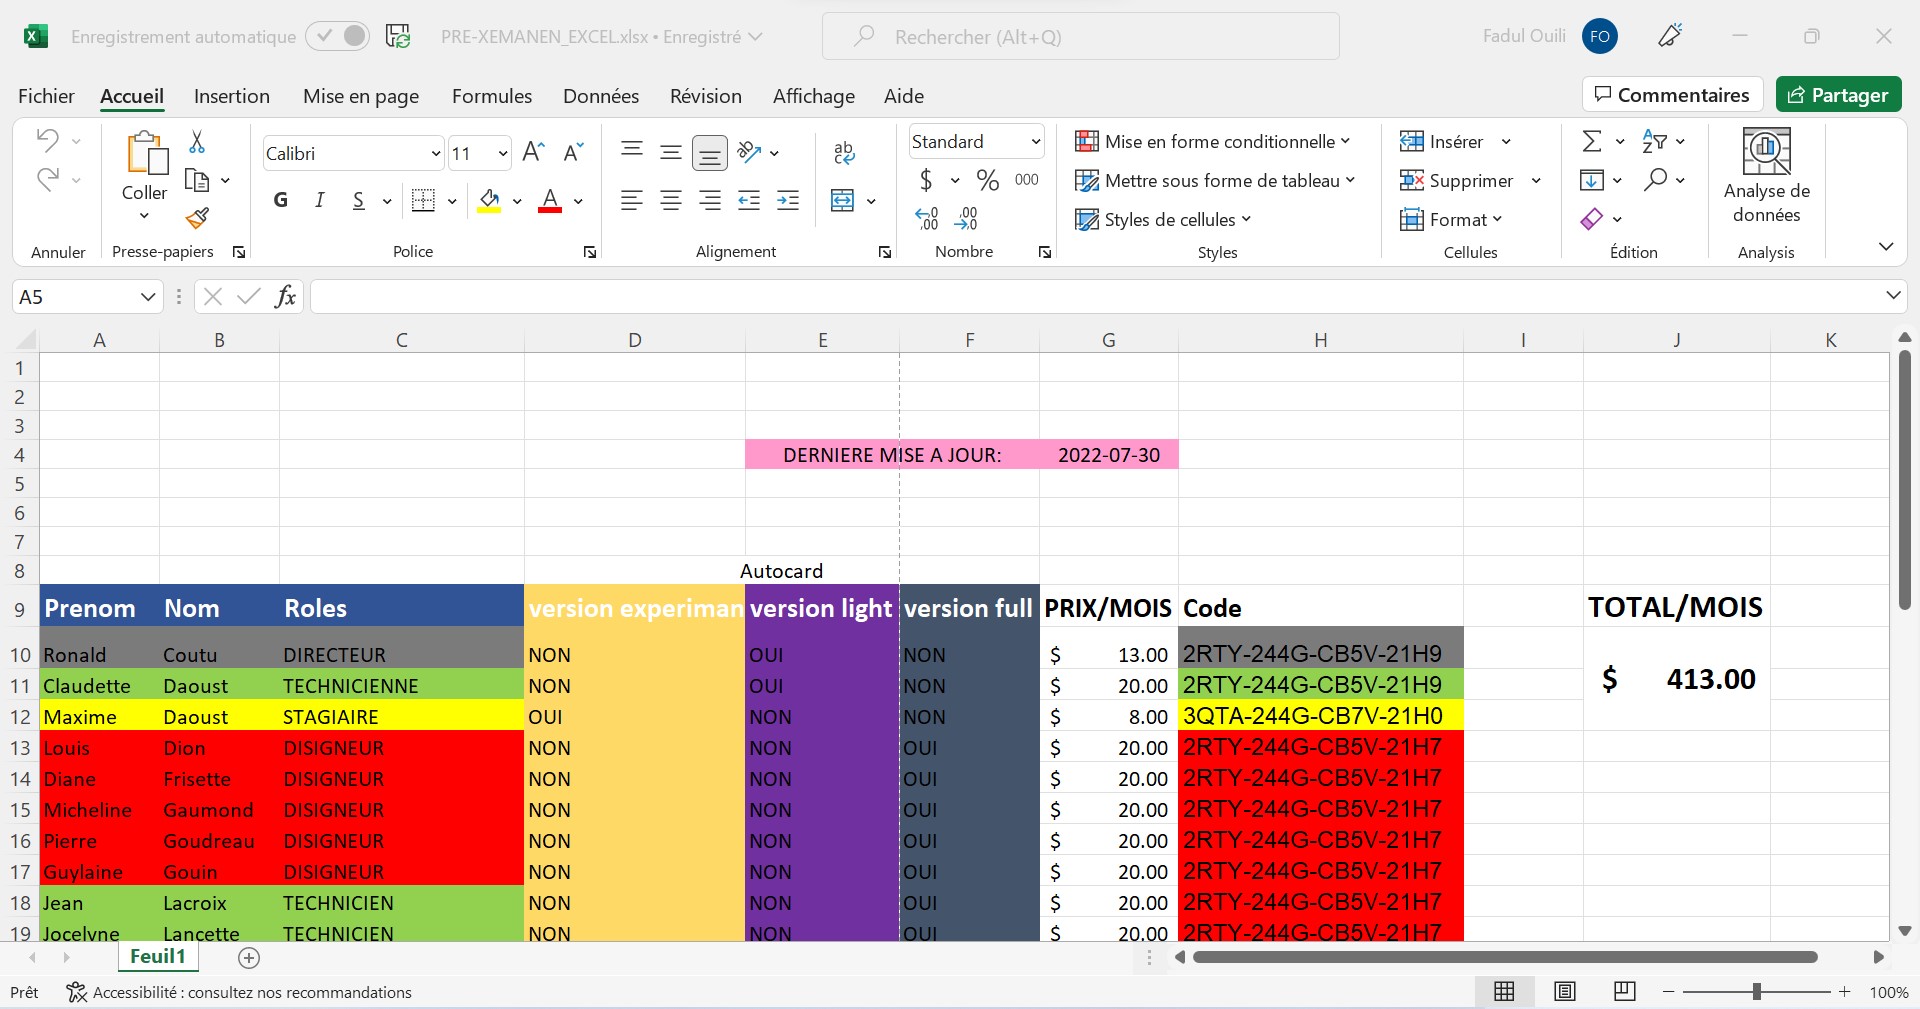 Enregistrement automatique PRE-XEMANEN_EXCEL.xlsx • Enregistré Rechercher (Alt+Q) Fadul Ouili FO
Fichier Accueil Insertion Mise en page Formules Données Révision Affichage Aide Commentaires Partager
Coller
Annuler
Presse-papiers
Calibri 11
G I S
Police
ab
Alignement
Standard
$ % 000
Nombre
Mise en forme conditionnelle
Mettre sous forme de tableau
Styles de cellules
Styles
Insérer
Supprimer
Format
Cellules
Édition
Analyse de
données
Analysis
A5 fx
A B C D E F G H I J K
1
2
3
4 DERNIERE MISE A JOUR: 2022-07-30
5
6
7
8 Autocard
9 Prenom Nom Roles version experiman version light version full PRIX/MOIS Code TOTAL/MOIS
10 Ronald Coutu DIRECTEUR NON OUI NON $ 13.00 2RTY-244G-CB5V-21H9
$ 413.00
11 Claudette Daoust TECHNICIENNE NON OUI NON $ 20.00 2RTY-244G-CB5V-21H9
12 Maxime Daoust STAGIAIRE OUI NON NON $ 8.00 3QTA-244G-CB7V-21H0
13 Louis Dion DISIGNEUR NON NON OUI $ 20.00 2RTY-244G-CB5V-21H7
14 Diane Frisette DISIGNEUR NON NON OUI $ 20.00 2RTY-244G-CB5V-21H7
15 Micheline Gaumond DISIGNEUR NON NON OUI $ 20.00 2RTY-244G-CB5V-21H7
16 Pierre Goudreau DISIGNEUR NON NON OUI $ 20.00 2RTY-244G-CB5V-21H7
17 Guylaine Gouin DISIGNEUR NON NON OUI $ 20.00 2RTY-244G-CB5V-21H7
18 Jean Lacroix TECHNICIEN NON NON OUI $ 20.00 2RTY-244G-CB5V-21H7
19 Jocelyne Lancette TECHNICIEN NON NON OUI $ 20.00 2RTY-244G-CB5V-21H7
Feuil1
Prêt Accessibilité : consultez nos recommandations 100%